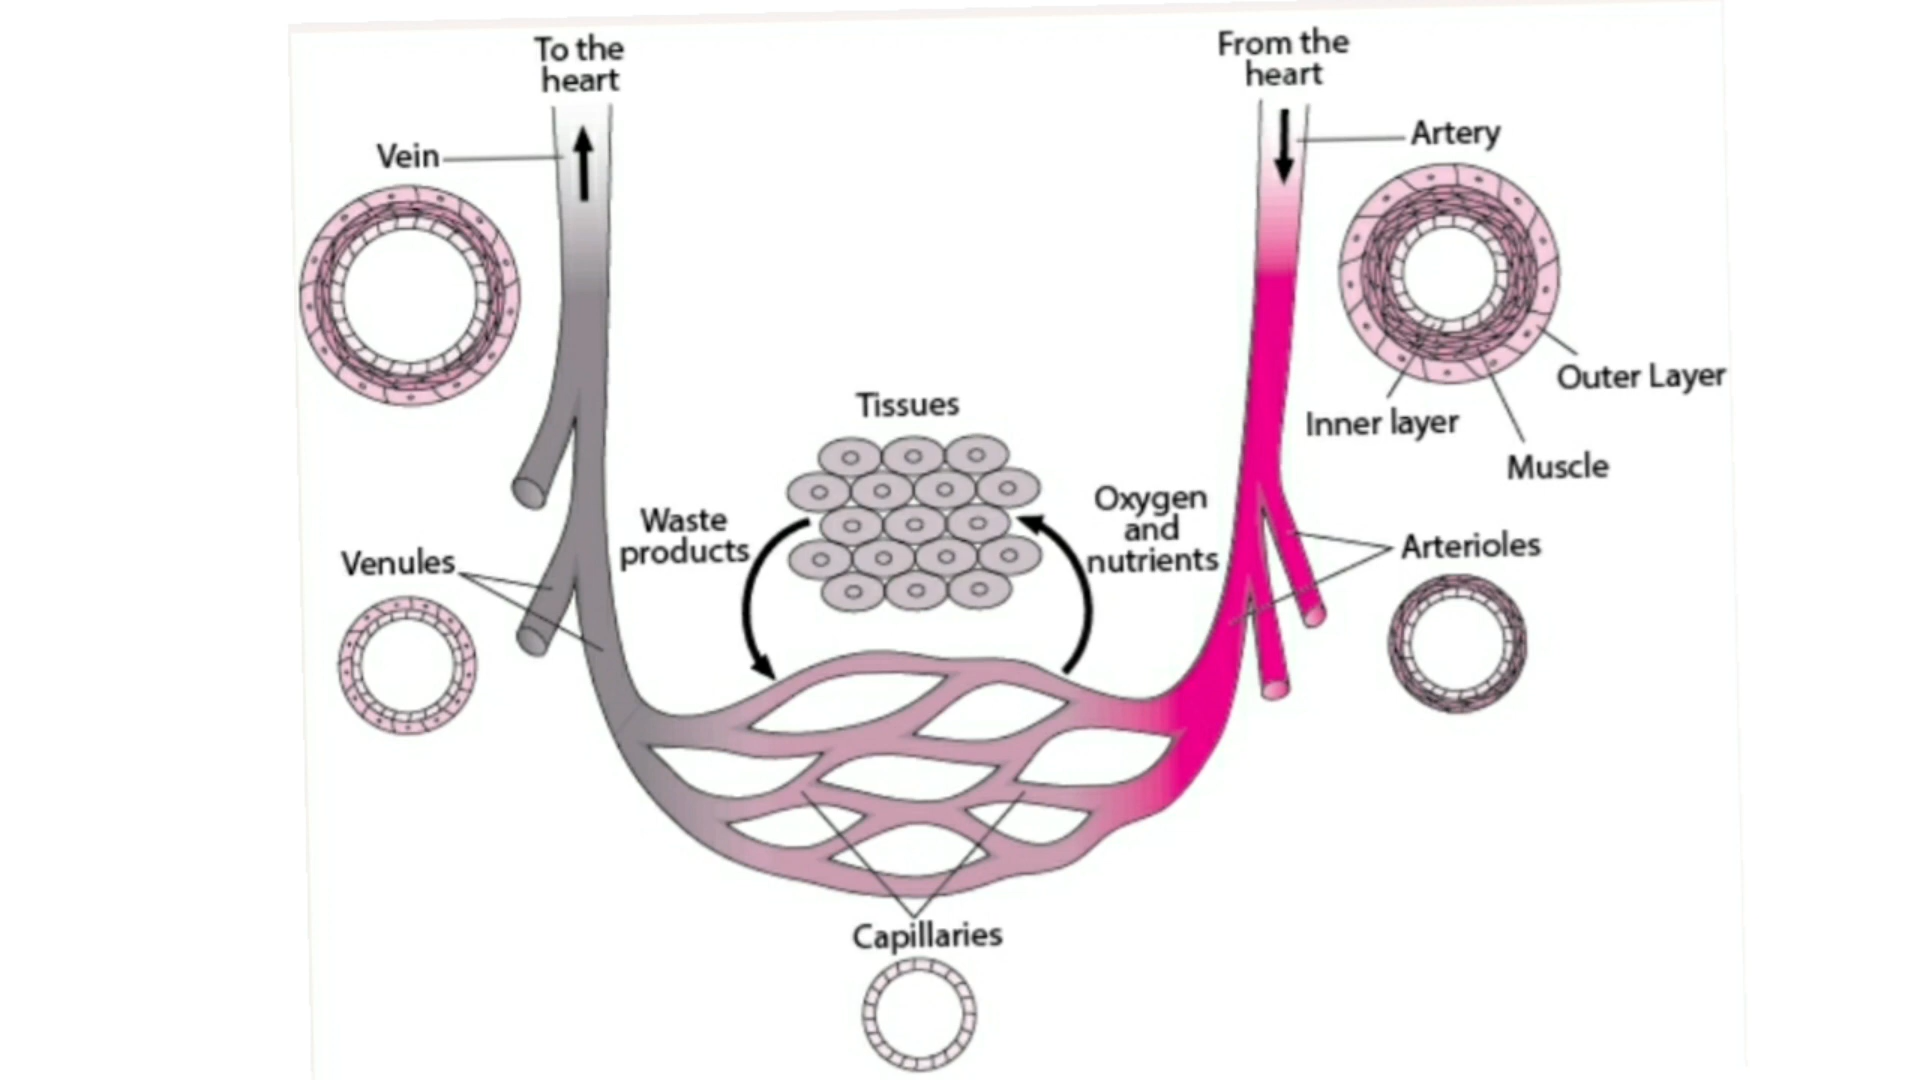 To the
heart
From the
heart
Vein
Artery
Outer Layer
Inner layer
Muscle
Tissues
Waste
products
Oxygen
and
nutrients
Venules
Arterioles
Capillaries